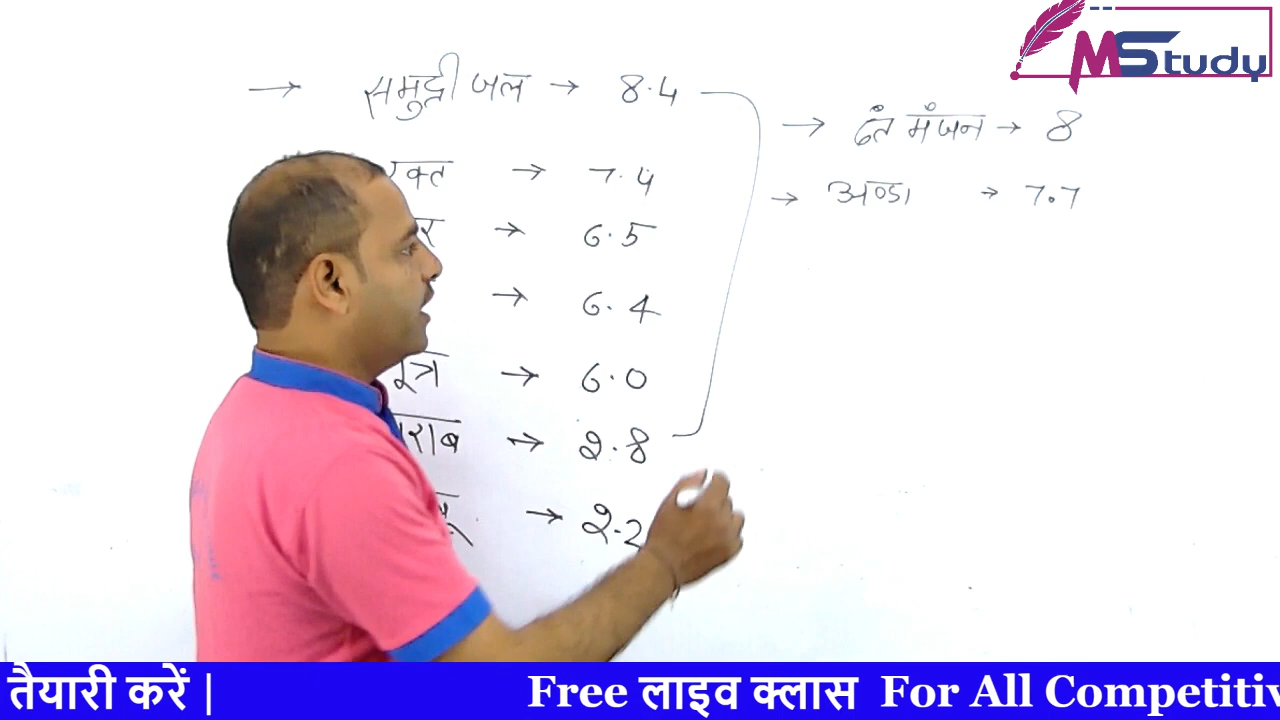 MStudy
→ समुद्री जल → 8.4
रक्त → 7.4
र → 6.5
→ 6.4
ूत्र → 6.0
राब → 2.8
ू → 2.2
→ दंत मंजन → 8
→ अण्डा → 7.7
तैयारी करें | Free लाइव क्लास For All Competitiv